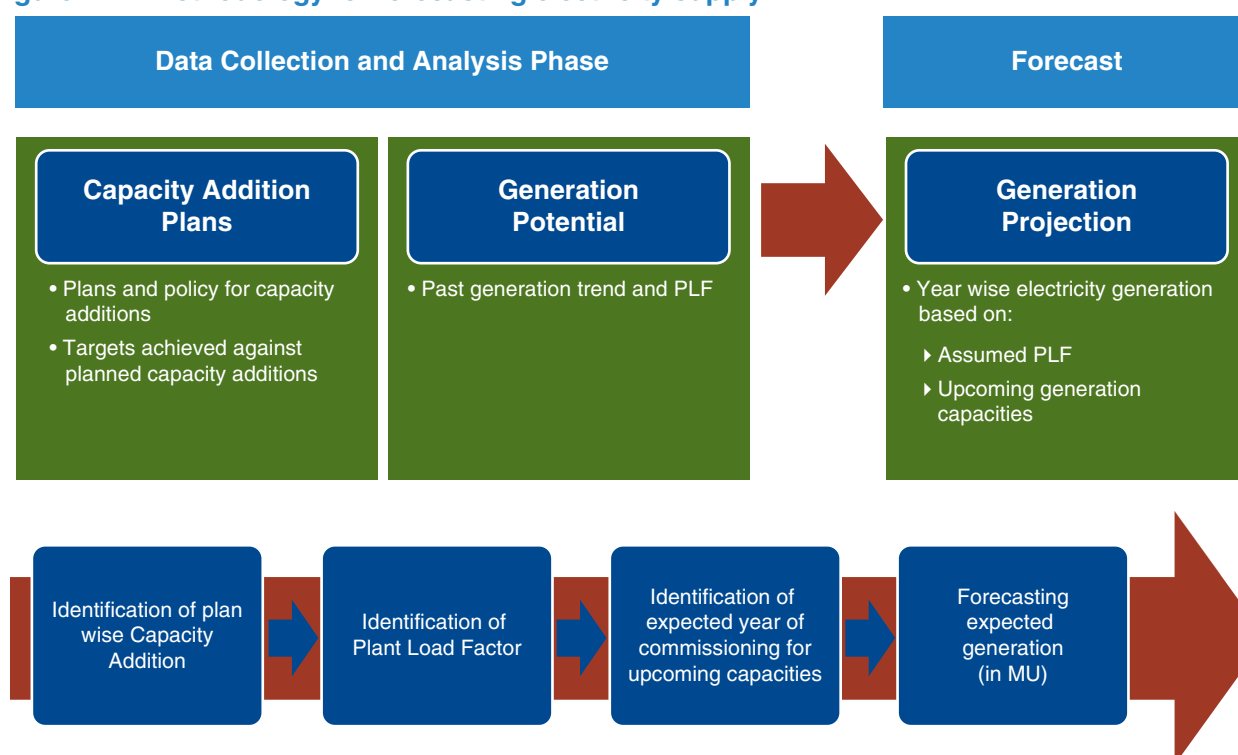 Data Collection and Analysis Phase
Forecast
Capacity Addition
Plans
• Plans and policy for capacity
additions
• Targets achieved against
planned capacity additions
Generation
Potential
• Past generation trend and PLF
Generation
Projection
• Year wise electricity generation
based on:
Assumed PLF
Upcoming generation
capacities
Identification of plan
wise Capacity
Addition
Identification of
Plant Load Factor
Identification of
expected year of
commissioning for
upcoming capacities
Forecasting
expected
generation
(in MU)